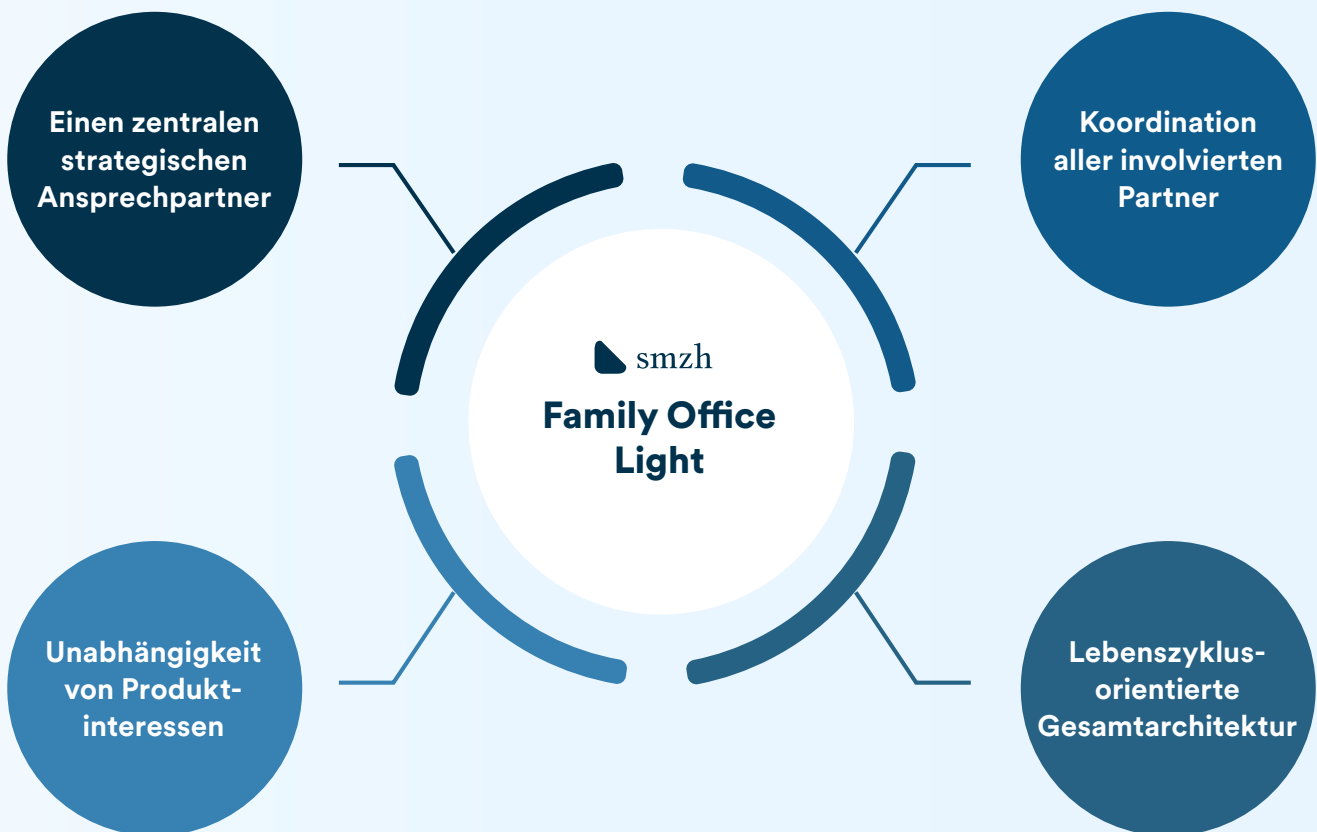 Einen zentralen
strategischen
Ansprechpartner
Koordination
aller involvierten
Partner
smzh
Family Office
Light
Unabhängigkeit
von Produkt-
interessen
Lebenszyklus-
orientierte
Gesamtarchitektur